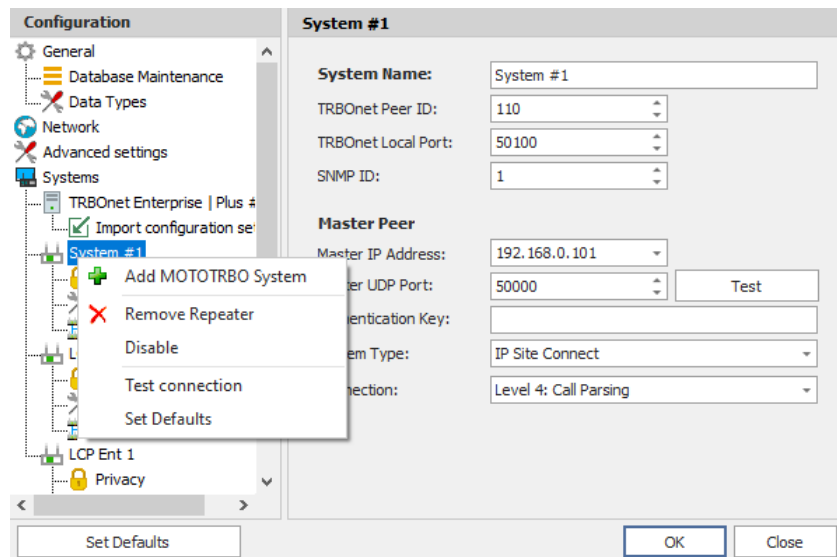 Configuration
General
Database Maintenance
Data Types
Network
Advanced settings
Systems
TRBOnet Enterprise | Plus #
Import configuration se
System #1
Add MOTOTRBO System
Remove Repeater
Disable
Test connection
Set Defaults
LCP Ent 1
Privacy
Set Defaults
System #1
System Name: System #1
TRBOnet Peer ID: 110
TRBOnet Local Port: 50100
SNMP ID: 1
Master Peer
Master IP Address: 192.168.0.101
ter UDP Port: 50000 Test
entication Key:
em Type: IP Site Connect
nection: Level 4: Call Parsing
OK Close